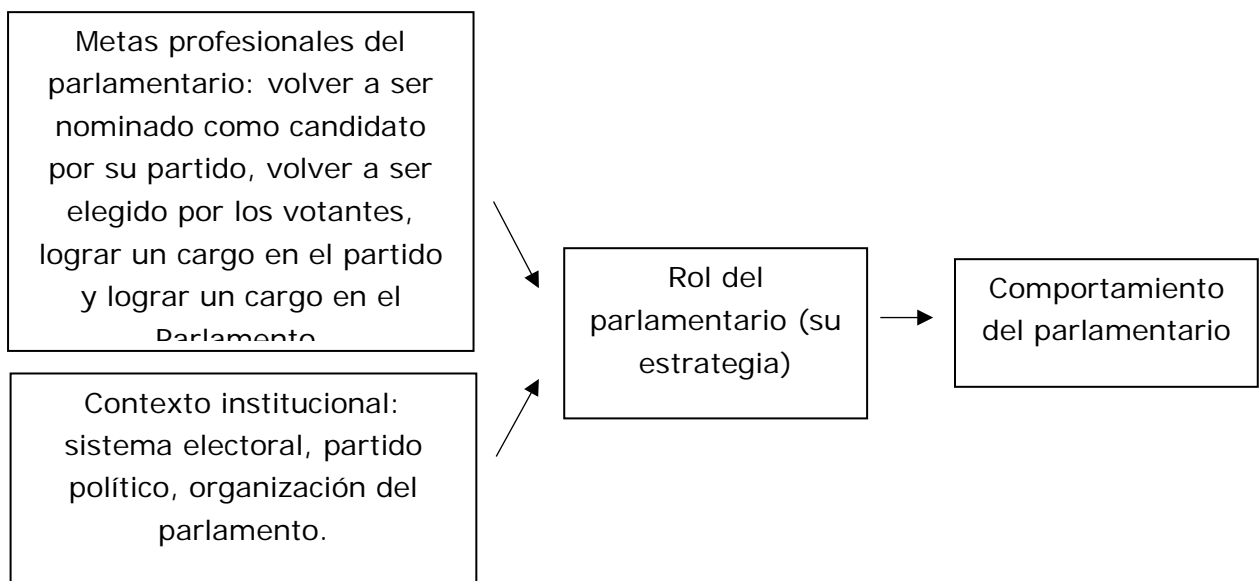 Metas profesionales del
parlamentario: volver a ser
nominado como candidato
por su partido, volver a ser
elegido por los votantes,
lograr un cargo en el partido
y lograr un cargo en el
Parlamento
Contexto institucional:
sistema electoral, partido
político, organización del
parlamento.
Rol del
parlamentario (su
estrategia)
Comportamiento
del parlamentario